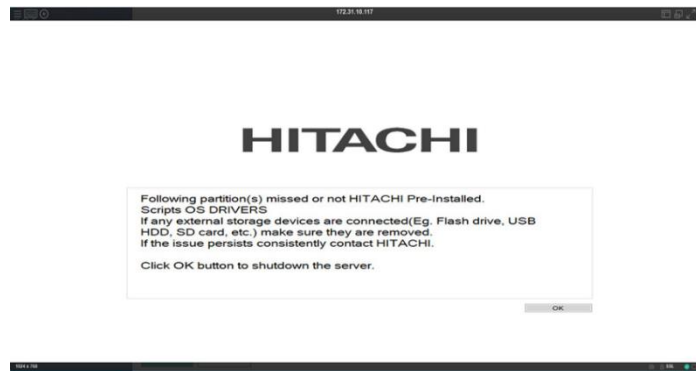 172.31.10.117
HITACHI
Following partition(s) missed or not HITACHI Pre-Installed.
Scripts OS DRIVERS
If any external storage devices are connected(Eg. Flash drive, USB
HDD, SD card, etc.) make sure they are removed.
If the issue persists consistently contact HITACHI.
Click OK button to shutdown the server.
OK
1024 x 768